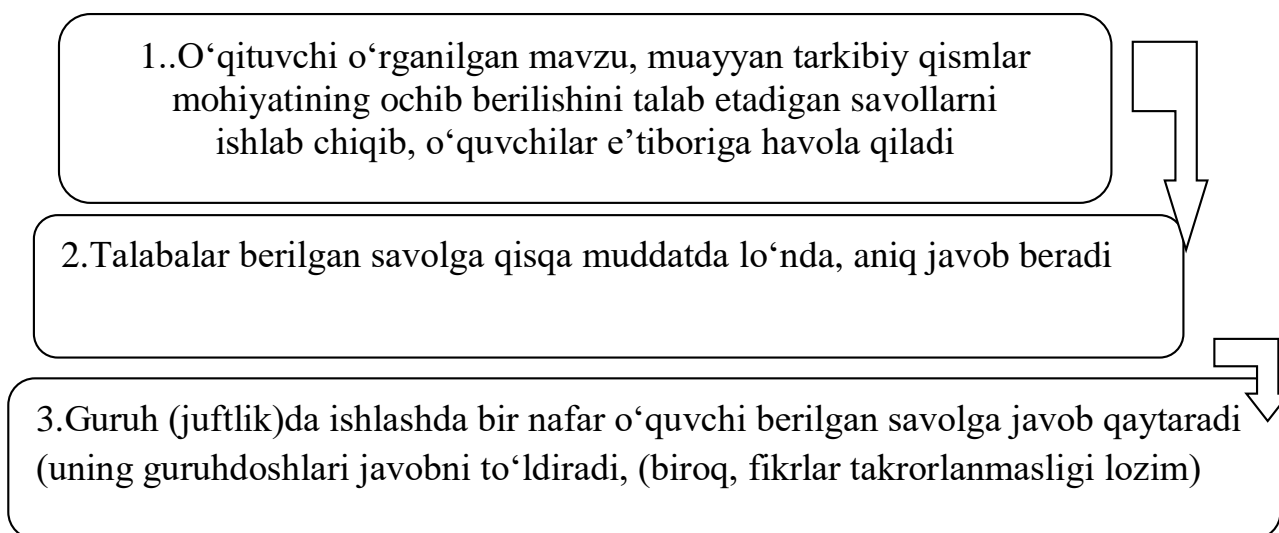 1..O‘qituvchi o‘rganilgan mavzu, muayyan tarkibiy qismlar
mohiyatining ochib berilishini talab etadigan savollarni
ishlab chiqib, o‘quvchilar e’tiboriga havola qiladi
2.Talabalar berilgan savolga qisqa muddatda lo‘nda, aniq javob beradi
3.Guruh (juftlik)da ishlashda bir nafar o‘quvchi berilgan savolga javob qaytaradi
(uning guruhdoshlari javobni to‘ldiradi, (biroq, fikrlar takrorlanmasligi lozim)